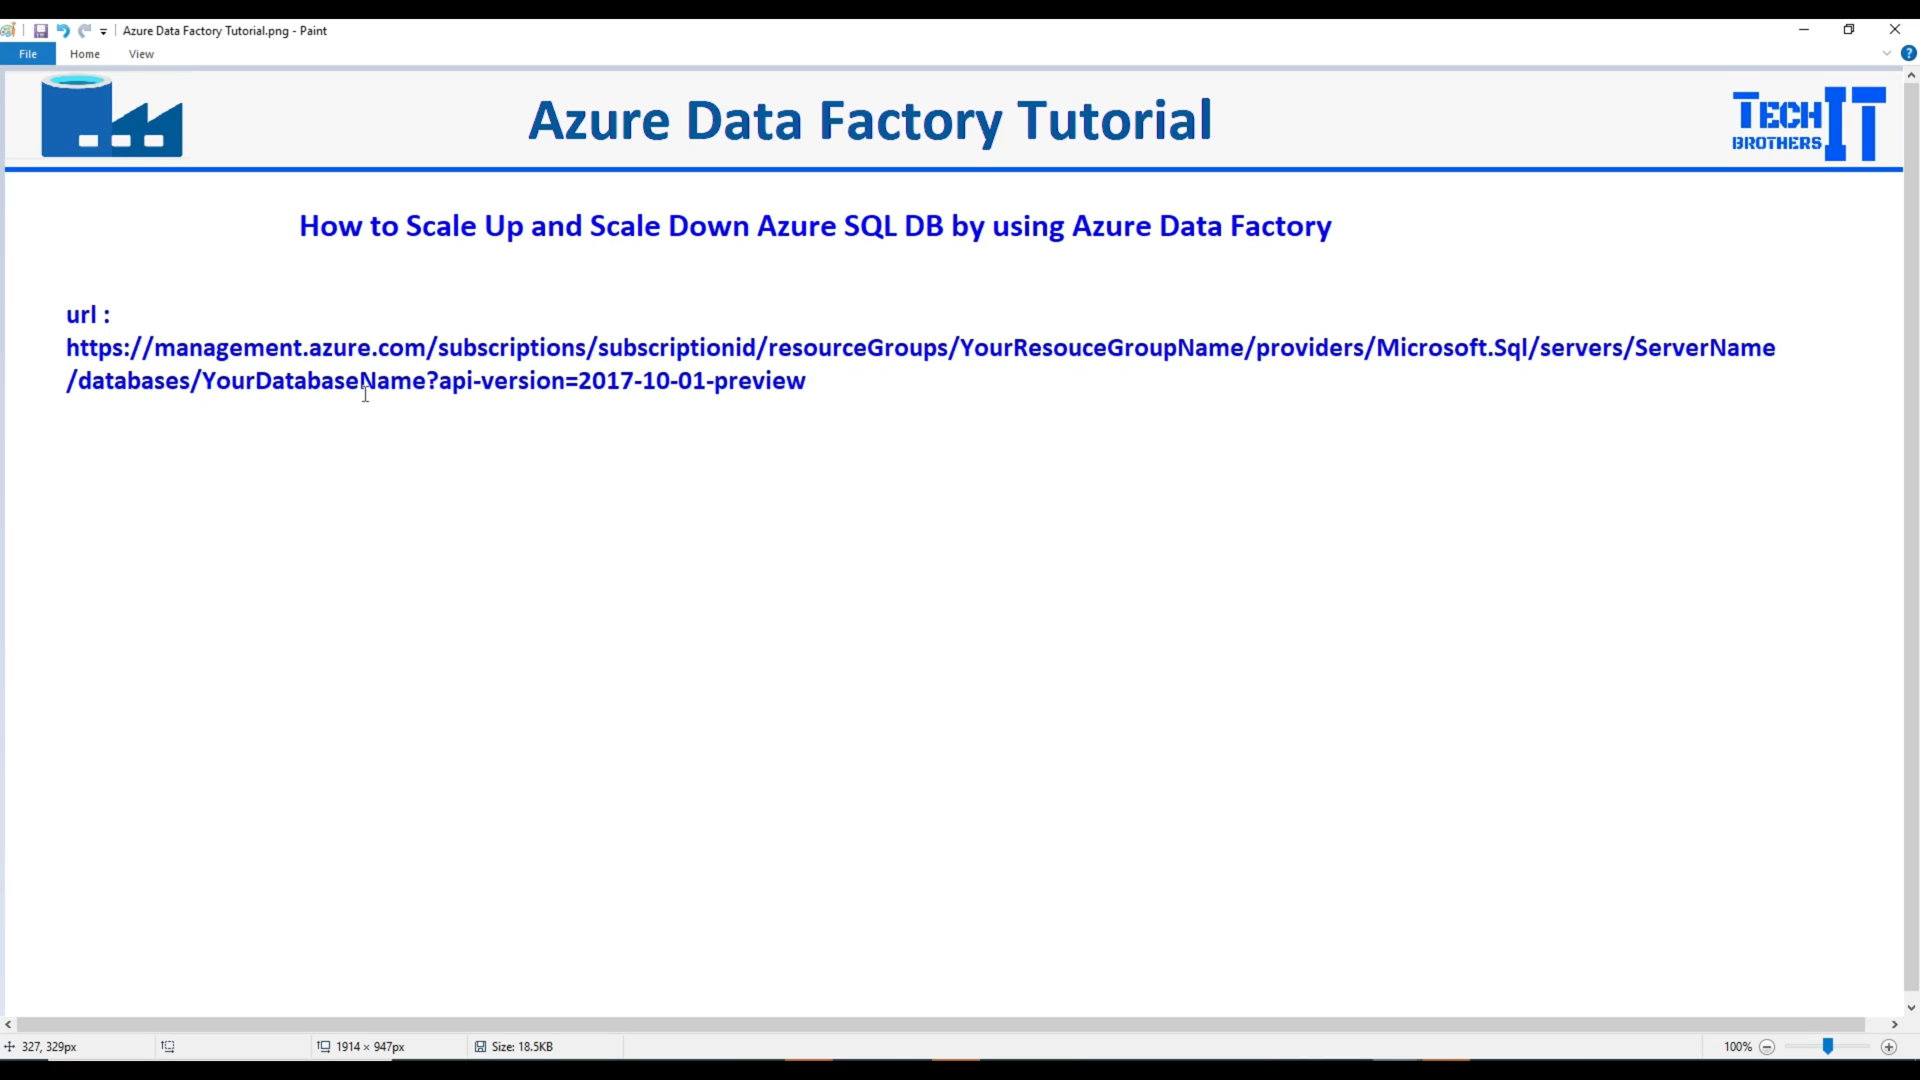 Azure Data Factory Tutorial.png - Paint
File Home View
Azure Data Factory Tutorial
TECH BROTHERS IT
How to Scale Up and Scale Down Azure SQL DB by using Azure Data Factory
url :
https://management.azure.com/subscriptions/subscriptionid/resourceGroups/YourResouceGroupName/providers/Microsoft.Sql/servers/ServerName
/databases/YourDatabaseName?api-version=2017-10-01-preview
327, 329px 1914 × 947px Size: 18.5KB 100%